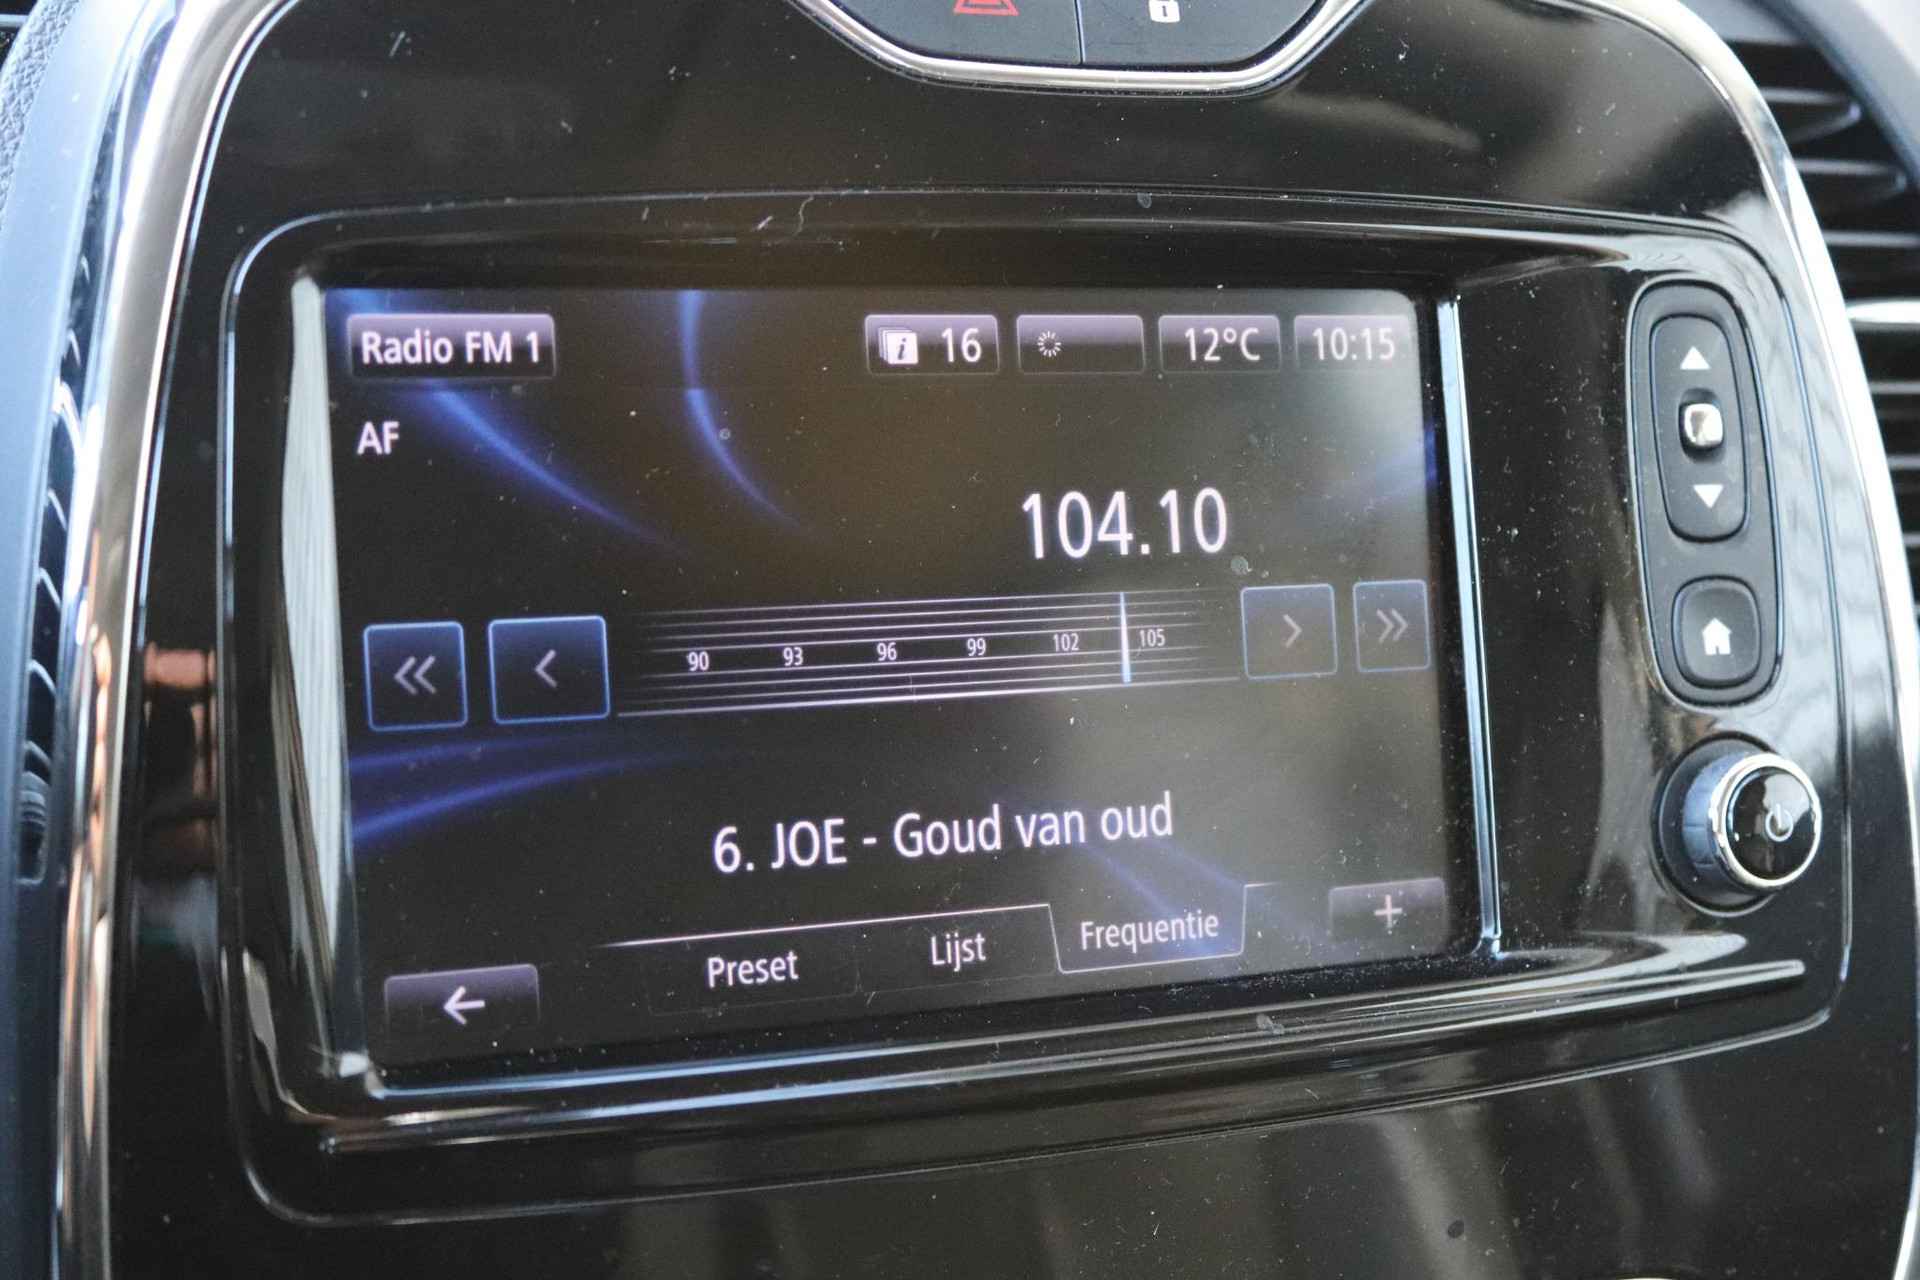 Radio FM 1
i 16
12°C
10:15
AF
104.10
90 93 96 99 102 105
6. JOE - Goud van oud
Preset
Lijst
Frequentie
+